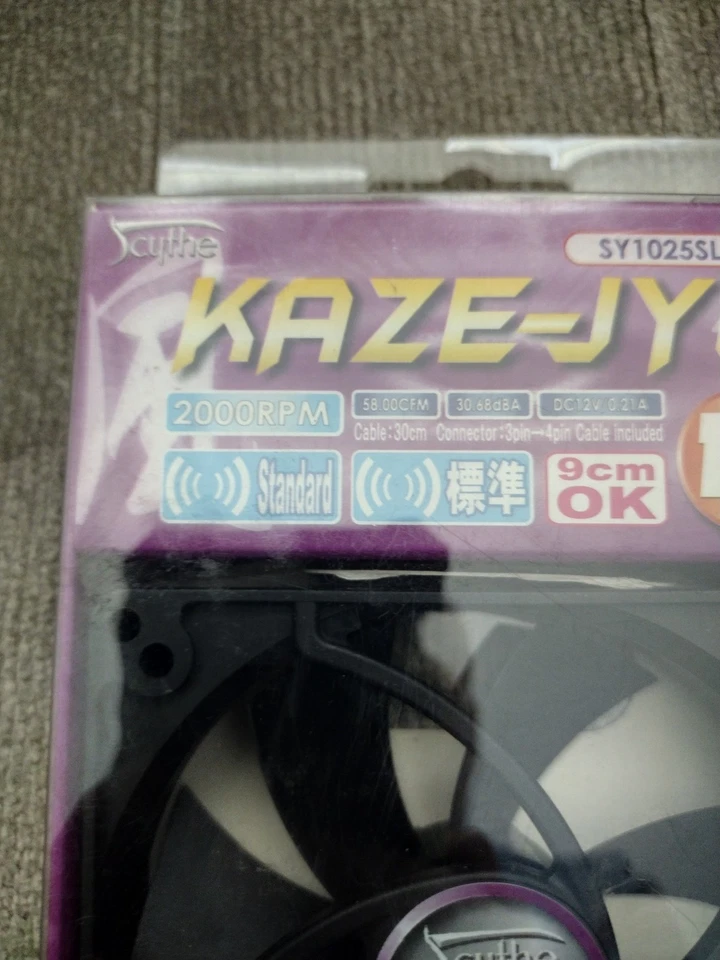 Scythe
SY1025SL
KAZE-JY
2000RPM
58.00CFM 30.68dBA DC12V 0.21A
Cable:30cm Connector:3pin→4pin Cable included
Standard 標準 9cm OK
Scythe